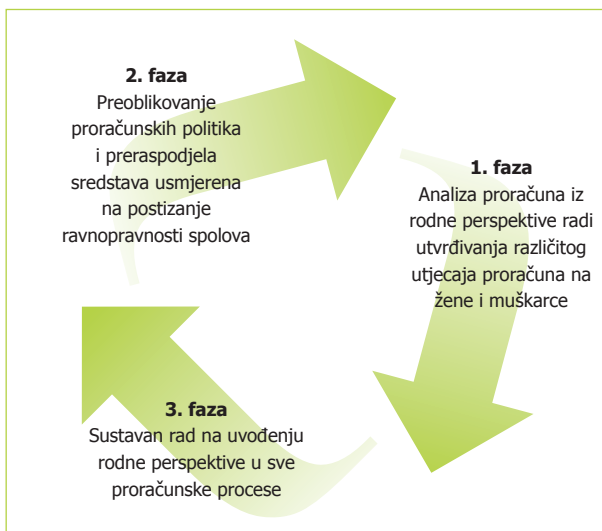 2. faza
Preoblikovanje
proračunskih politika
i preraspodjela
sredstava usmjerena
na postizanje
ravnopravnosti spolova
1. faza
Analiza proračuna iz
rodne perspektive radi
utvrđivanja različitog
utjecaja proračuna na
žene i muškarce
3. faza
Sustavan rad na uvođenju
rodne perspektive u sve
proračunske procese